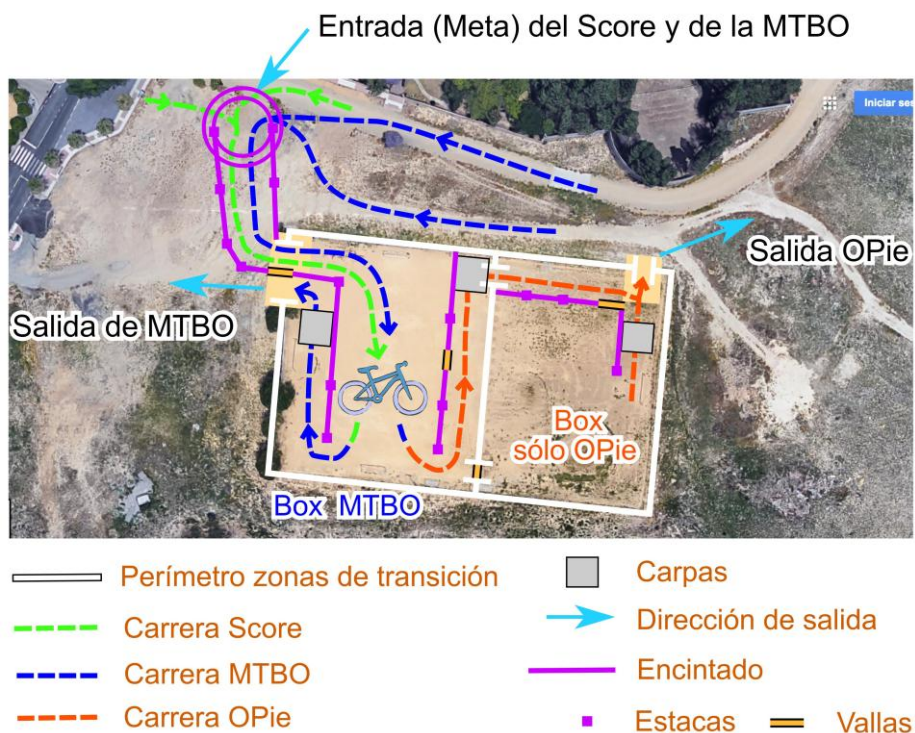 Entrada (Meta) del Score y de la MTBO
Iniciar ses
Salida OPie
Salida de MTBO
Box
sólo OPie
Box MTBO
Perímetro zonas de transición
Carpas
Carrera Score
Dirección de salida
Carrera MTBO
Encintado
Carrera OPie
Estacas
Vallas